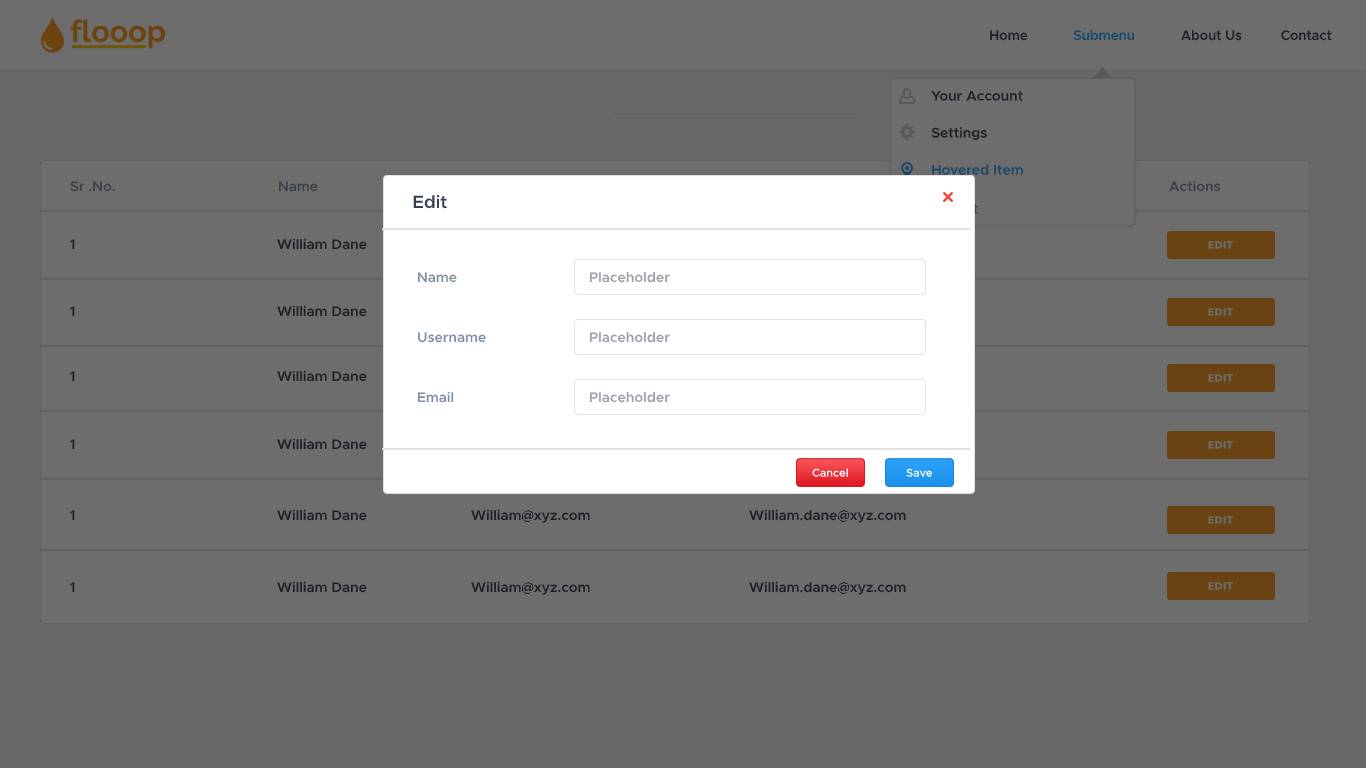 flooop
Home Submenu About Us Contact
Your Account
Settings
Hovered Item
Sr .No. Name Actions
Edit
1 William Dane EDIT
Name Placeholder
1 William Dane EDIT
Username Placeholder
1 William Dane EDIT
Email Placeholder
1 William Dane EDIT
Cancel Save
1 William Dane William@xyz.com William.dane@xyz.com EDIT
1 William Dane William@xyz.com William.dane@xyz.com EDIT